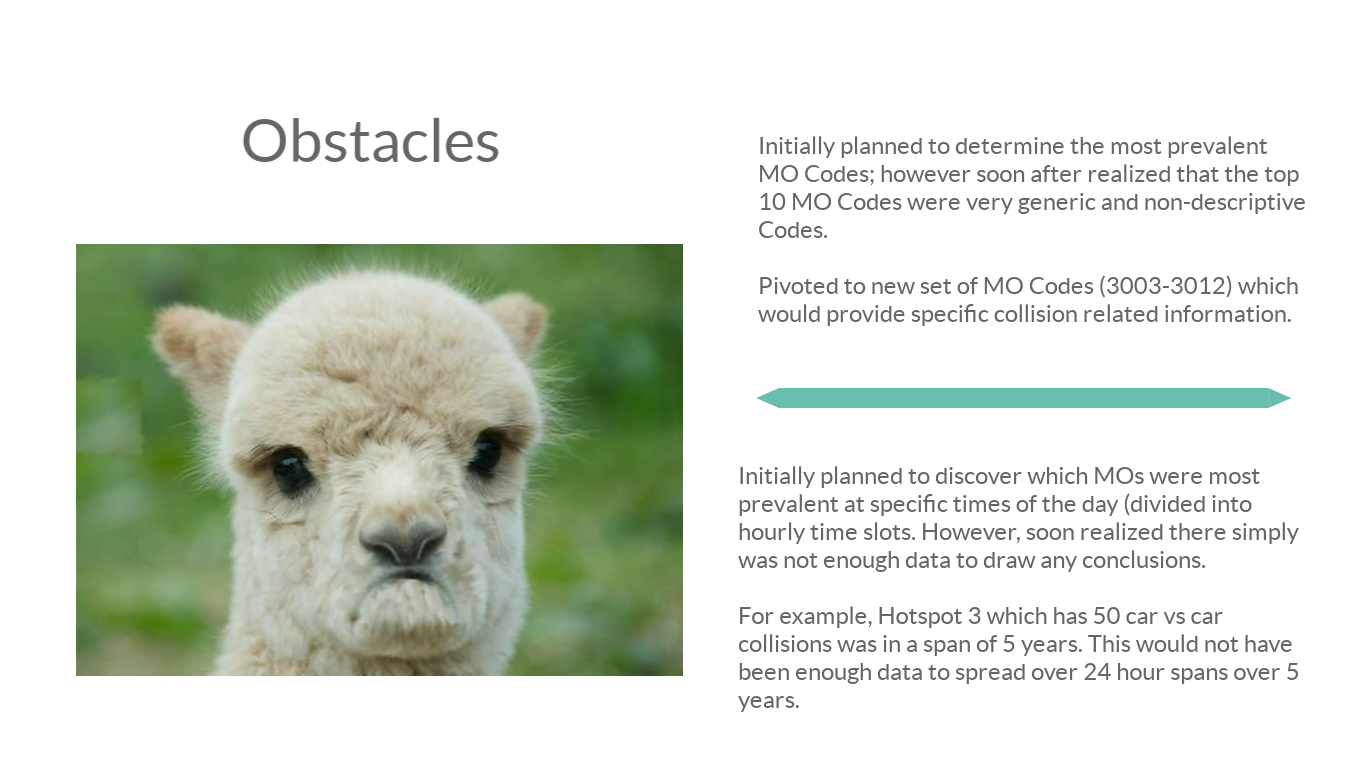 Obstacles
Initially planned to determine the most prevalent
MO Codes; however soon after realized that the top
10 MO Codes were very generic and non-descriptive
Codes.
Pivoted to new set of MO Codes (3003-3012) which
would provide specific collision related information.
Initially planned to discover which MOs were most
prevalent at specific times of the day (divided into
hourly time slots. However, soon realized there simply
was not enough data to draw any conclusions.
For example, Hotspot 3 which has 50 car vs car
collisions was in a span of 5 years. This would not have
been enough data to spread over 24 hour spans over 5
years.